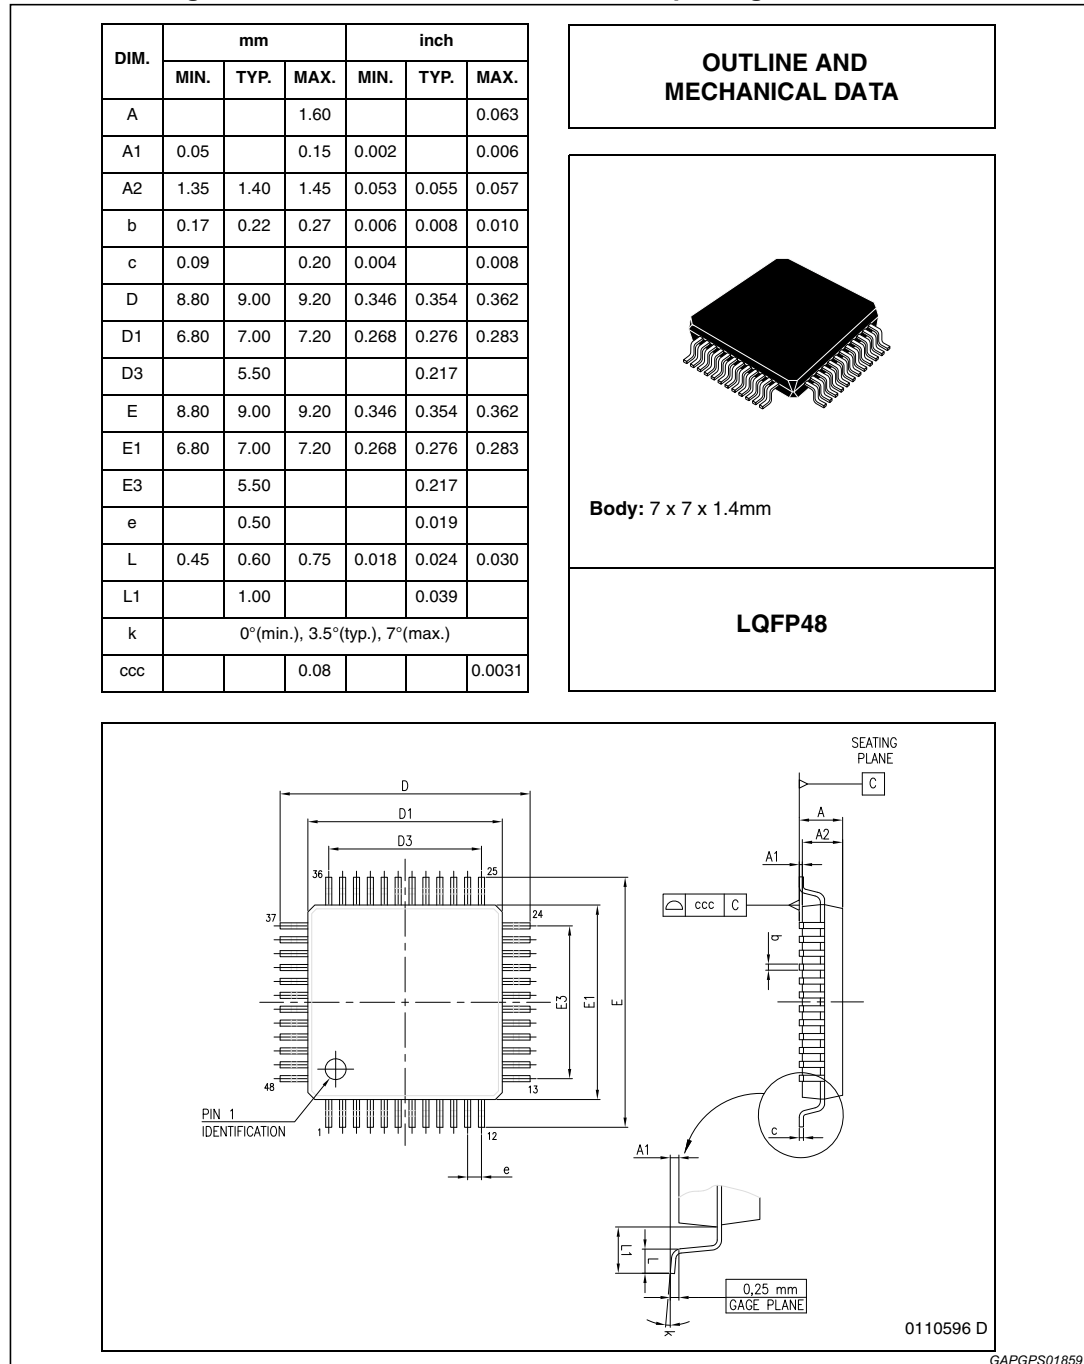 DIM. mm inch
MIN. TYP. MAX. MIN. TYP. MAX.
A 1.60 0.063
A1 0.05 0.15 0.002 0.006
A2 1.35 1.40 1.45 0.053 0.055 0.057
b 0.17 0.22 0.27 0.006 0.008 0.010
c 0.09 0.20 0.004 0.008
D 8.80 9.00 9.20 0.346 0.354 0.362
D1 6.80 7.00 7.20 0.268 0.276 0.283
D3 5.50 0.217
E 8.80 9.00 9.20 0.346 0.354 0.362
E1 6.80 7.00 7.20 0.268 0.276 0.283
E3 5.50 0.217
e 0.50 0.019
L 0.45 0.60 0.75 0.018 0.024 0.030
L1 1.00 0.039
k 0°(min.), 3.5°(typ.), 7°(max.)
ccc 0.08 0.0031
OUTLINE AND
MECHANICAL DATA
Body: 7 x 7 x 1.4mm
LQFP48
D
D1
D3
36
25
37
24
E3
E1
E
48
13
PIN 1
IDENTIFICATION
1
12
e
SEATING
PLANE
C
A
A2
A1
ccc C
b
c
A1
L1
L
k
0,25 mm
GAGE PLANE
0110596 D
GAPGPS01859